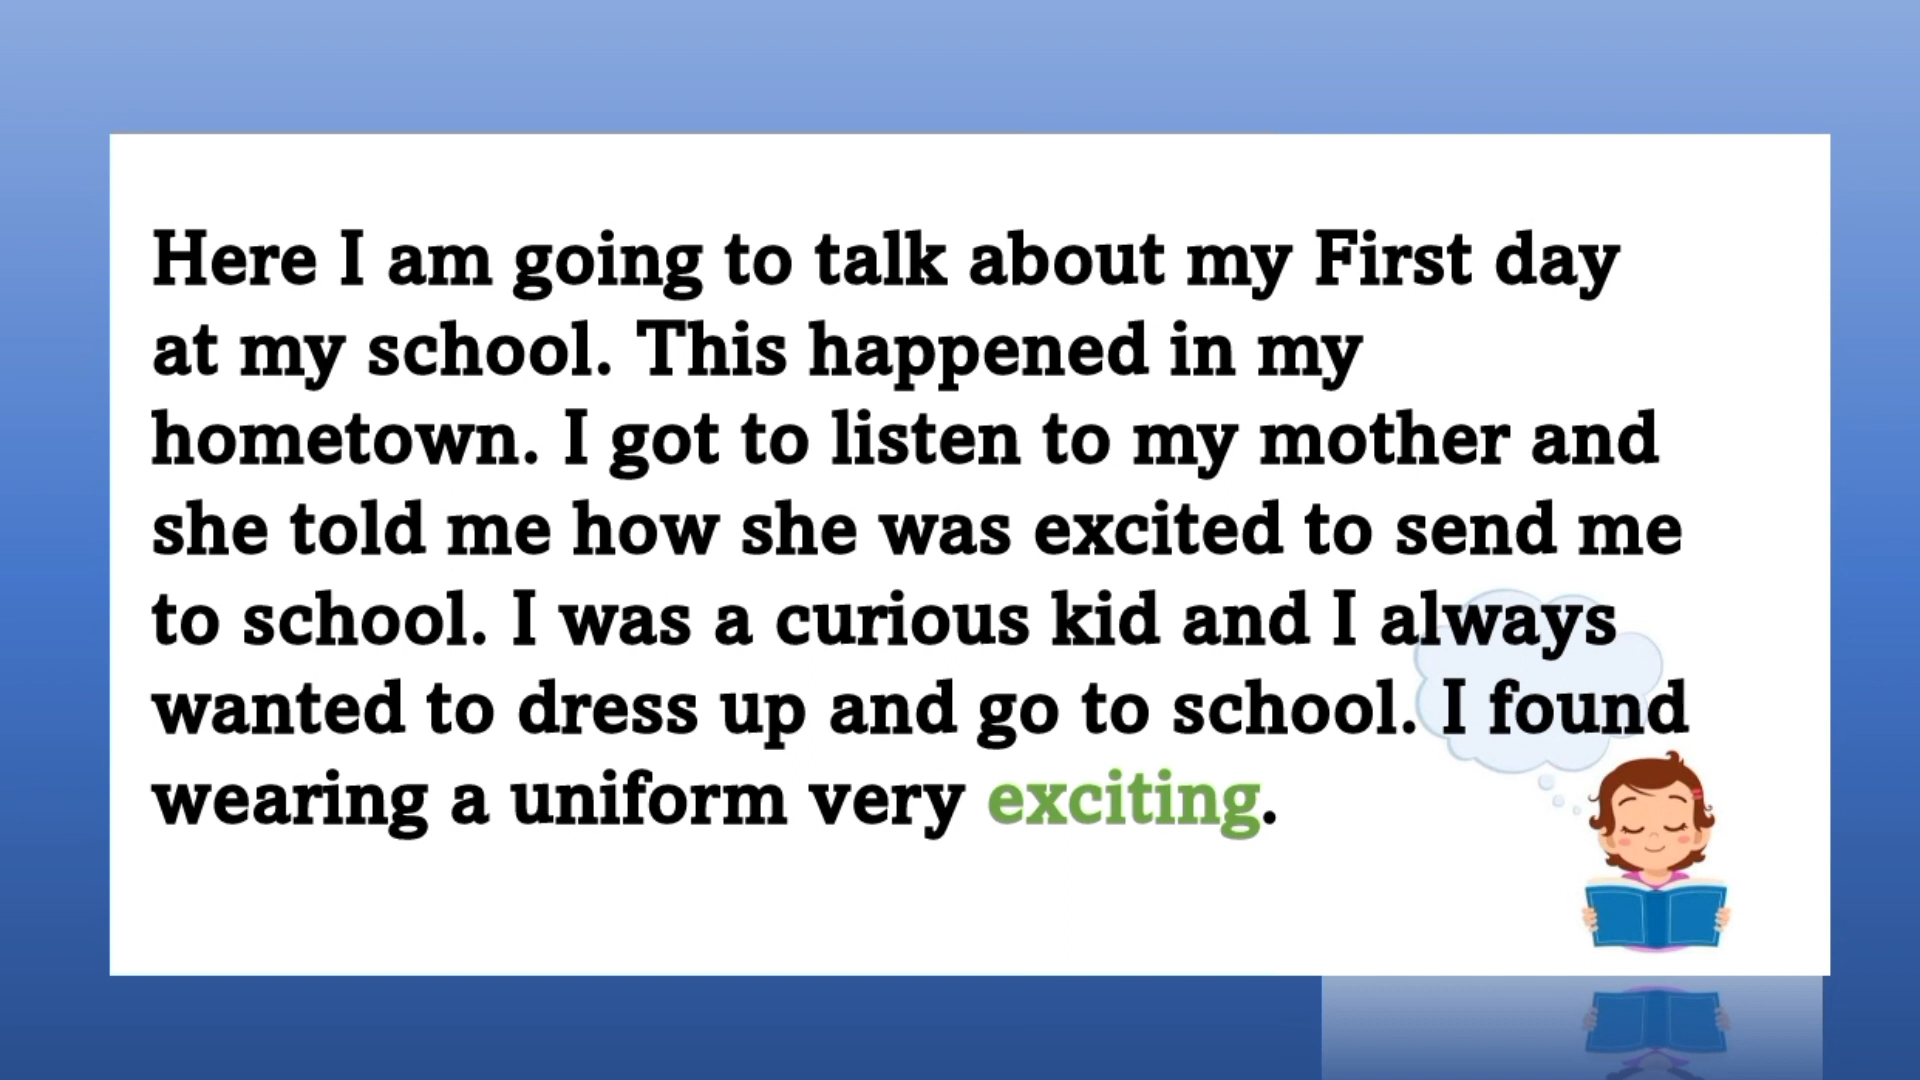 Here I am going to talk about my First day
at my school. This happened in my
hometown. I got to listen to my mother and
she told me how she was excited to send me
to school. I was a curious kid and I always
wanted to dress up and go to school. I found
wearing a uniform very exciting.